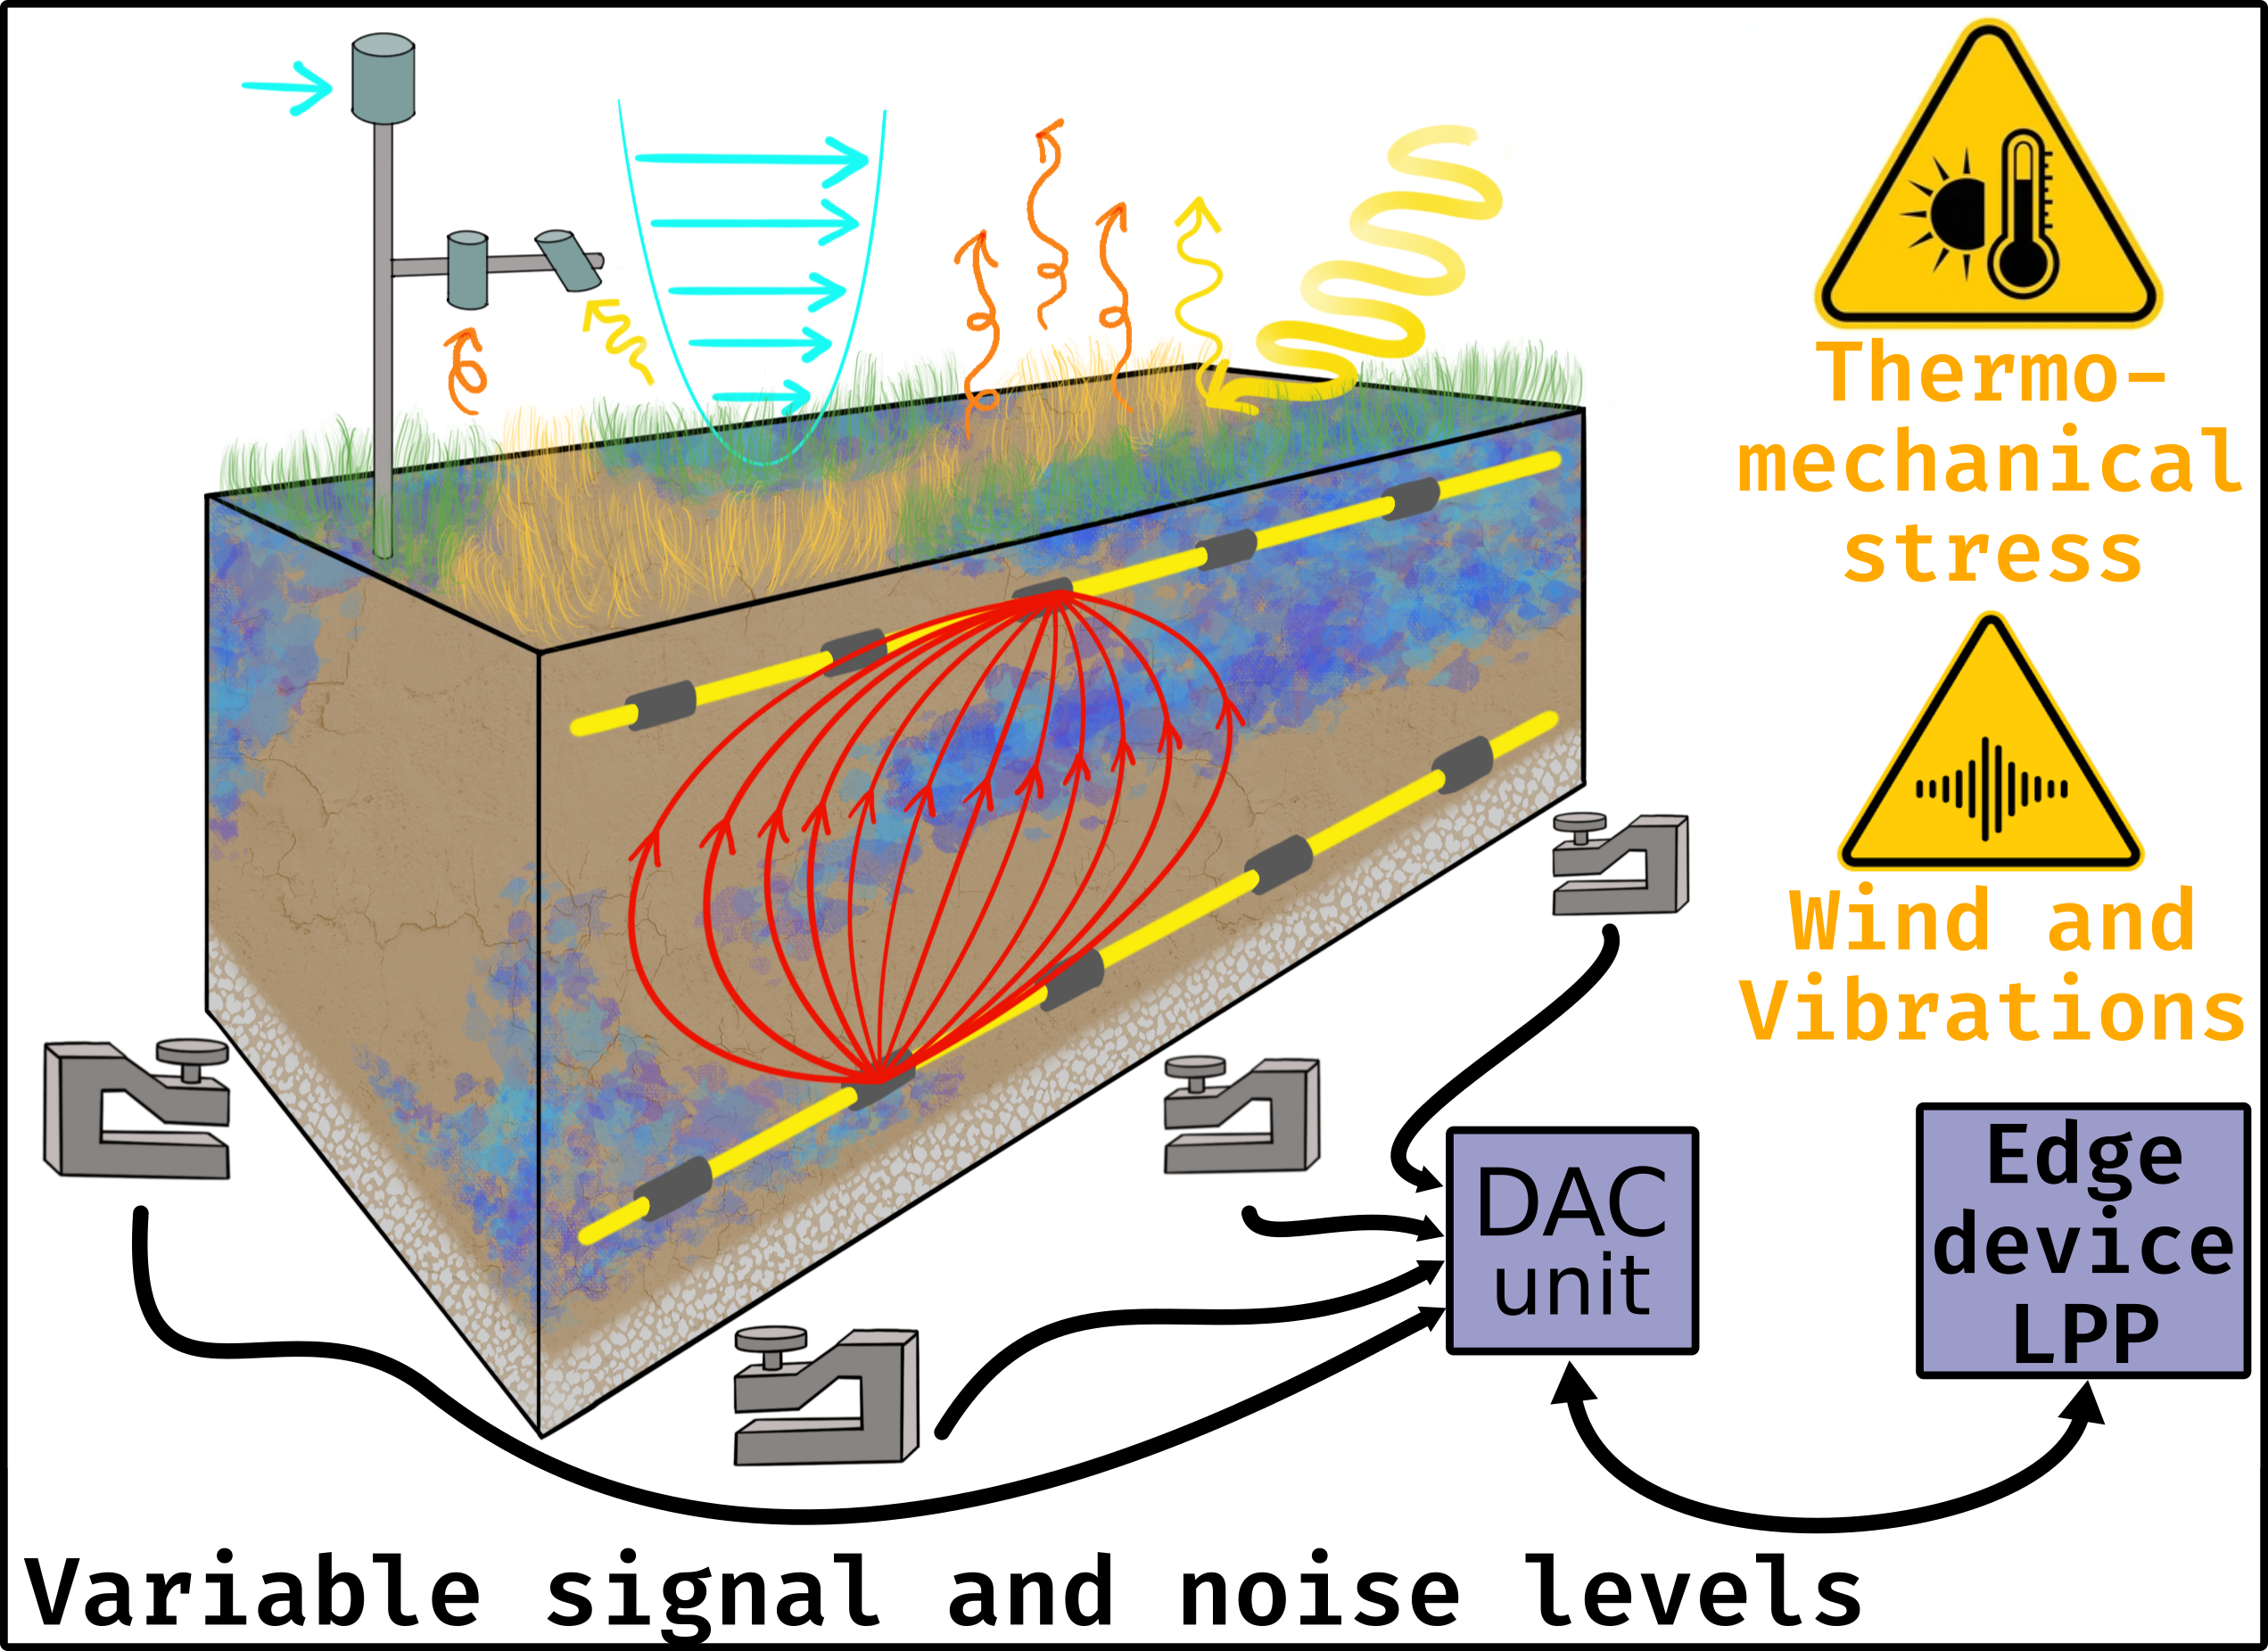 Thermo-
mechanical
stress
Wind and
Vibrations
DAC
unit
Edge
device
LPP
Variable signal and noise levels